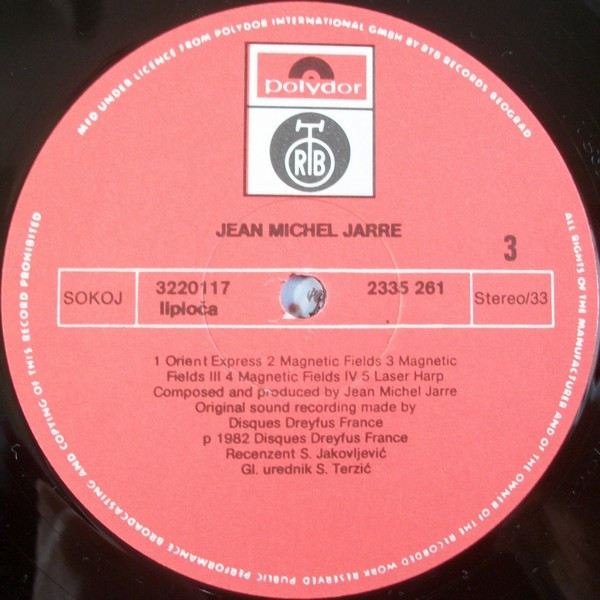 MFD UNDER LICENCE FROM POLYDOR INTERNATIONAL GMBH BY RTB RECORDS BEOGRAD
polydor
RTB
JEAN MICHEL JARRE
3
SOKOJ
3220117
IIploča
2335 261
Stereo/33
1 Orient Express 2 Magnetic Fields 3 Magnetic
Fields III 4 Magnetic Fields IV 5 Laser Harp
Composed and produced by Jean Michel Jarre
Original sound recording made by
Disques Dreyfus France
p 1982 Disques Dreyfus France
Recenzent S. Jakovljević
Gl. urednik S. Terzić
ALL RIGHTS OF THE MANUFACTURER AND OF THE OWNER OF THE RECORDED WORK RESERVED PUBLIC PERFORMANCE BROADCASTING AND COPYING OF THIS RECORD PROHIBITED